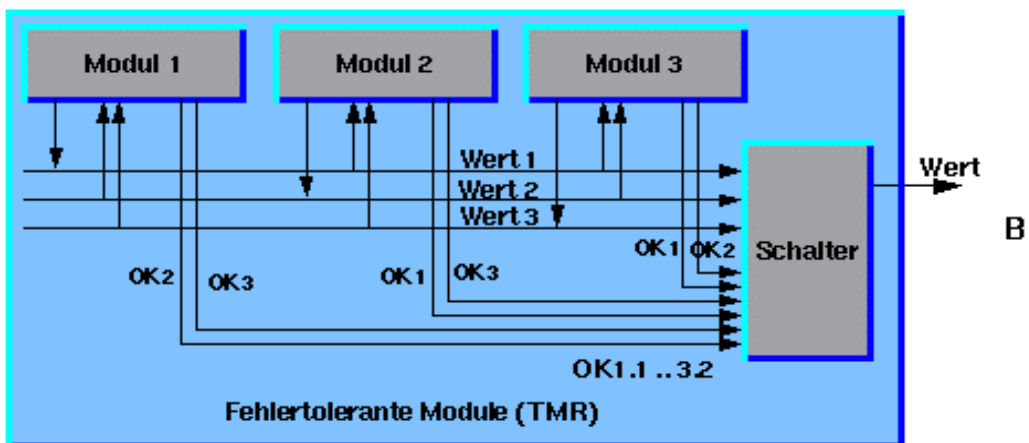 Modul 1
Modul 2
Modul 3
Wert 1
Wert 2
Wert 3
Wert
B
OK2
OK3
OK1
OK3
OK1
OK2
Schalter
OK1.1 ..3.2
Fehlertolerante Module (TMR)